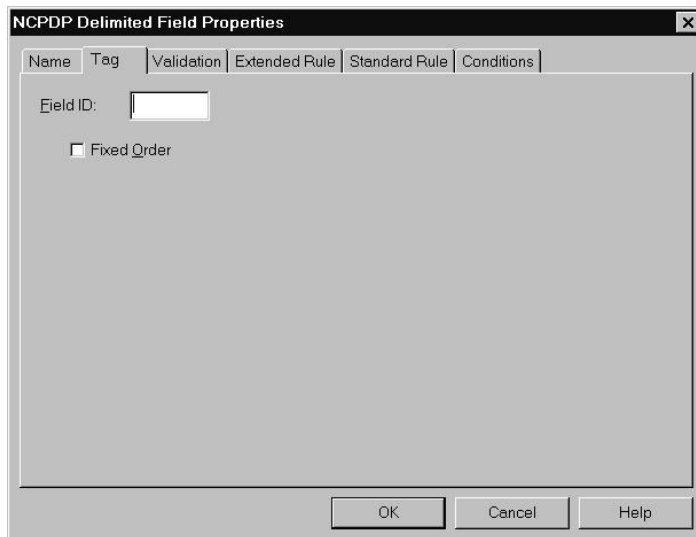 NCPDP Delimited Field Properties
Name Tag Validation Extended Rule Standard Rule Conditions
Field ID:
Fixed Order
OK Cancel Help